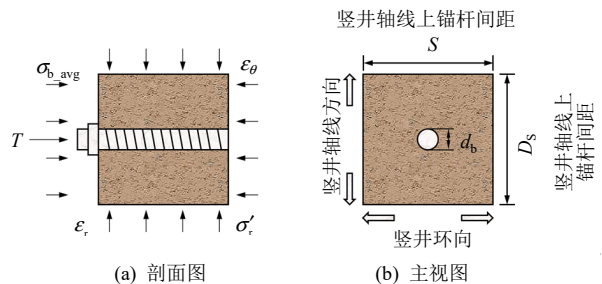 竖井轴线上锚杆间距
S
σb_avg
εθ
T
εr
σ′r
竖井轴线方向
db
DS
竖井轴线上
锚杆间距
竖井环向
(a) 剖面图
(b) 主视图